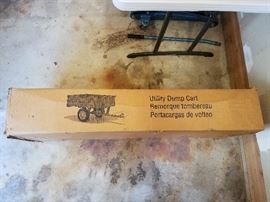 Utility Dump Cart
Remorque tombereau
Portacargas de volteo